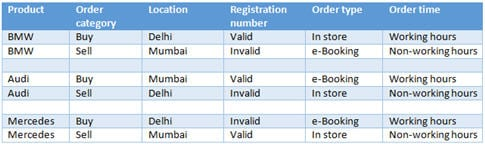 Product Order category Location Registration number Order type Order time
BMW Buy Delhi Valid In store Working hours
BMW Sell Mumbai Invalid e-Booking Non-working hours
Audi Buy Mumbai Valid e-Booking Working hours
Audi Sell Delhi Invalid In store Non-working hours
Mercedes Buy Delhi Invalid e-Booking Working hours
Mercedes Sell Mumbai Valid In store Non-working hours